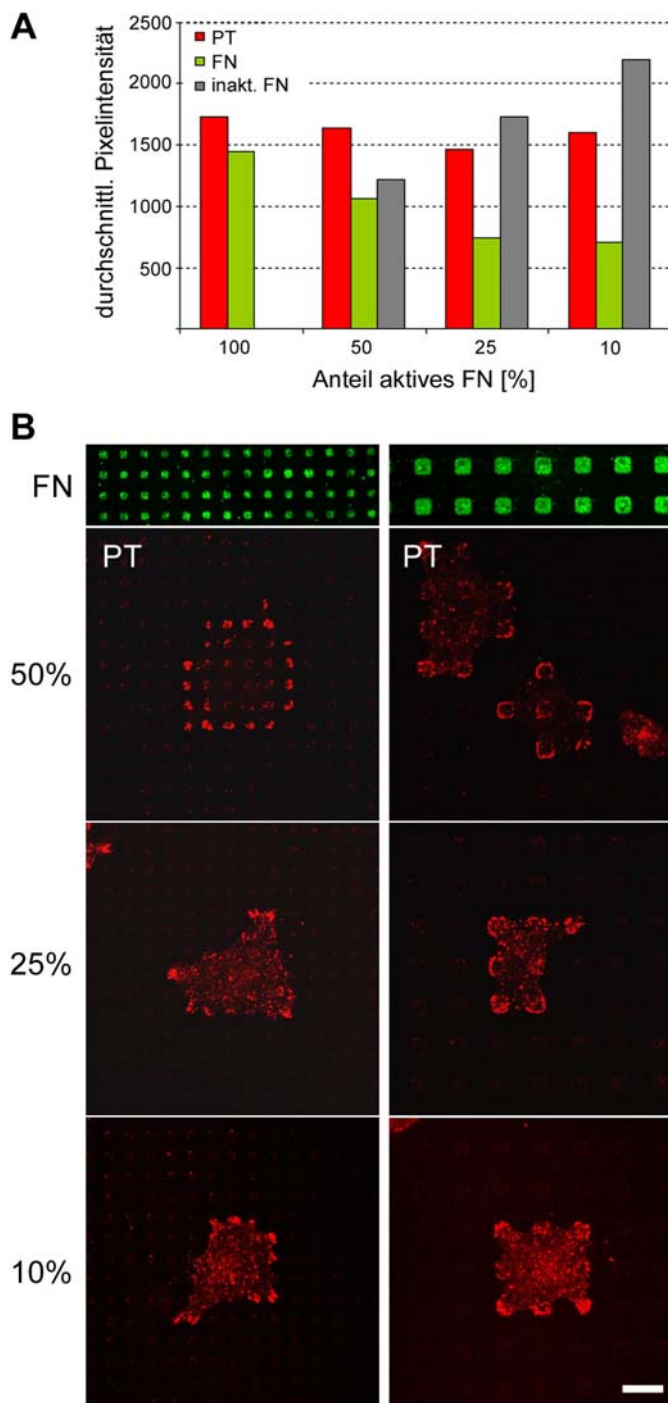 A
durchschnittl. Pixelintensität
2500
2000
1500
1000
500
PT
FN
inakt. FN
100 50 25 10
Anteil aktives FN [%]
B
FN
PT PT
50%
25%
10%